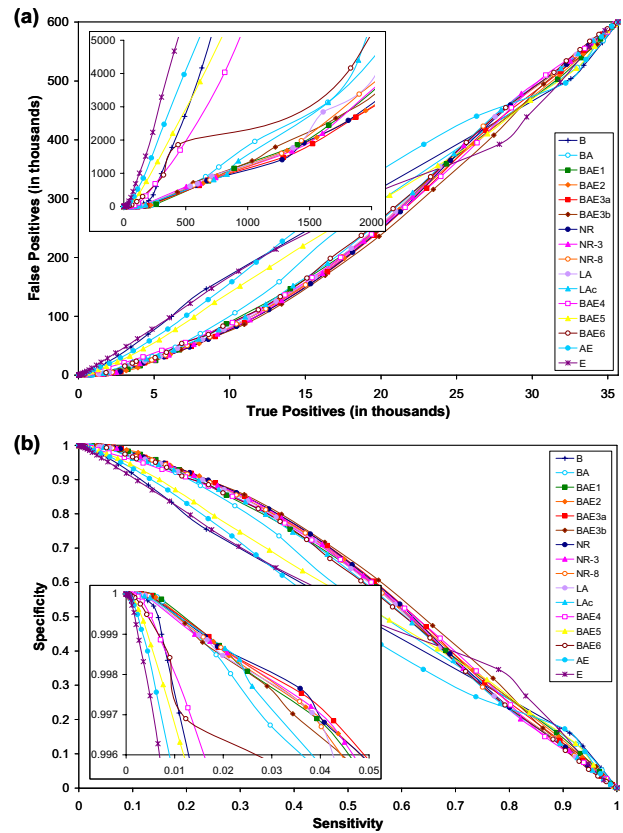 (a)
600
500
400
300
200
100
0
False Positives (in thousands)
5000
4000
3000
2000
1000
0
0 500 1000 1500 2000
B
BA
BAE1
BAE2
BAE3a
BAE3b
NR
NR-3
NR-8
LA
LAc
BAE4
BAE5
BAE6
AE
E
0 5 10 15 20 25 30 35
True Positives (in thousands)
(b)
1
0.9
0.8
0.7
0.6
0.5
0.4
0.3
0.2
0.1
0
Specificity
B
BA
BAE1
BAE2
BAE3a
BAE3b
NR
NR-3
NR-8
LA
LAc
BAE4
BAE5
BAE6
AE
E
1
0.999
0.998
0.997
0.996
0 0.01 0.02 0.03 0.04 0.05
0 0.1 0.2 0.3 0.4 0.5 0.6 0.7 0.8 0.9 1
Sensitivity